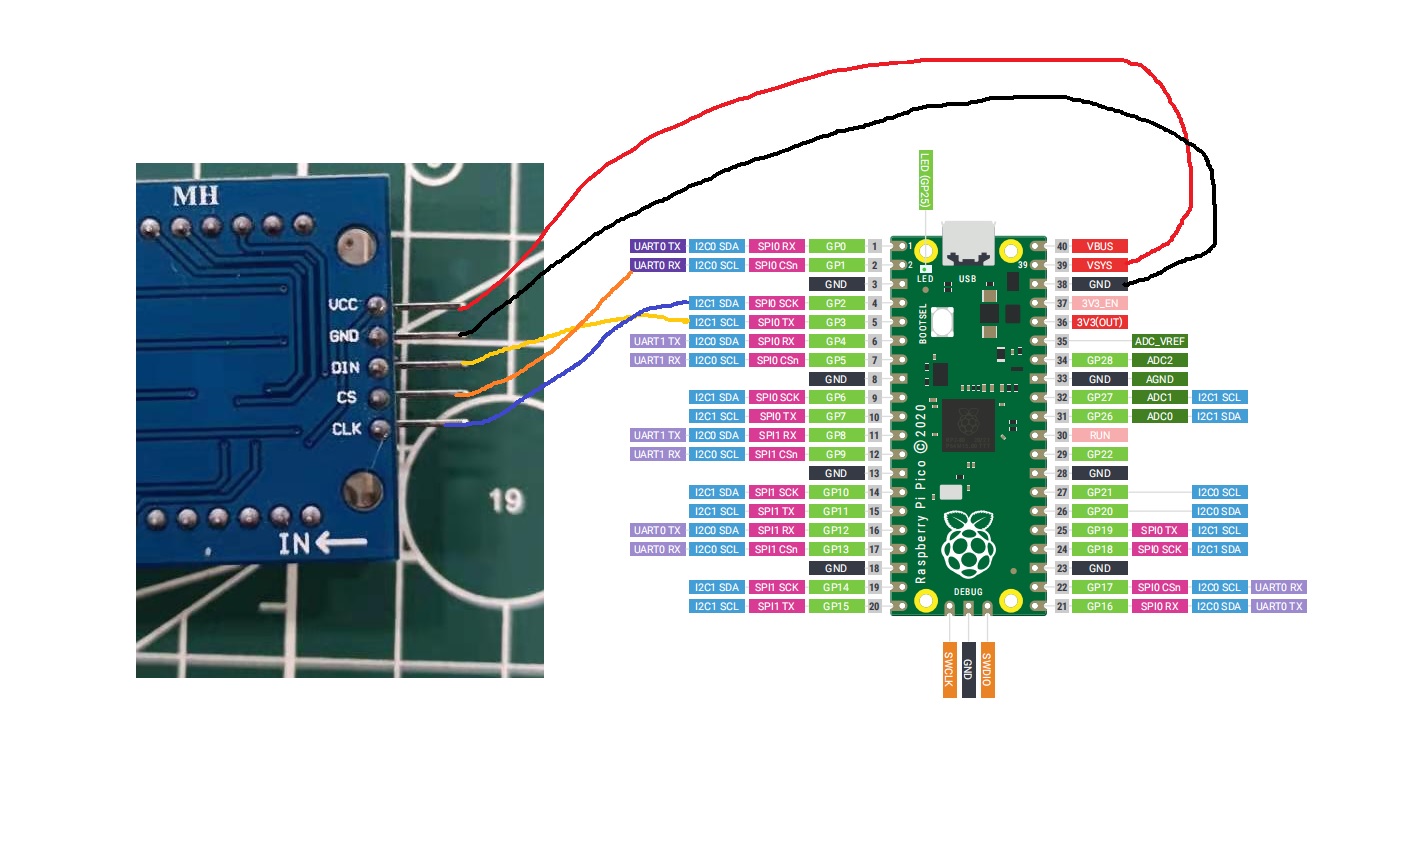 MH
VCC
GND
DIN
CS
CLK
IN
19
LED (GP25)
UART0 TX I2C0 SDA SPI0 RX GP0 1
UART0 RX I2C0 SCL SPI0 CSn GP1 2
GND 3
I2C1 SDA SPI0 SCK GP2 4
I2C1 SCL SPI0 TX GP3 5
UART1 TX I2C0 SDA SPI0 RX GP4 6
UART1 RX I2C0 SCL SPI0 CSn GP5 7
GND 8
I2C1 SDA SPI0 SCK GP6 9
I2C1 SCL SPI0 TX GP7 10
UART1 TX I2C0 SDA SPI1 RX GP8 11
UART1 RX I2C0 SCL SPI1 CSn GP9 12
GND 13
I2C1 SDA SPI1 SCK GP10 14
I2C1 SCL SPI1 TX GP11 15
UART0 TX I2C0 SDA SPI1 RX GP12 16
UART0 RX I2C0 SCL SPI1 CSn GP13 17
GND 18
I2C1 SDA SPI1 SCK GP14 19
I2C1 SCL SPI1 TX GP15 20
1
2
39
LED
USB
BOOTSEL
Raspberry Pi Pico ©2020
DEBUG
40 VBUS
39 VSYS
38 GND
37 3V3_EN
36 3V3(OUT)
35 ADC_VREF
34 GP28 ADC2
33 GND AGND
32 GP27 ADC1 I2C1 SCL
31 GP26 ADC0 I2C1 SDA
30 RUN
29 GP22
28 GND
27 GP21 I2C0 SCL
26 GP20 I2C0 SDA
25 GP19 SPI0 TX I2C1 SCL
24 GP18 SPI0 SCK I2C1 SDA
23 GND
22 GP17 SPI0 CSn I2C0 SCL UART0 RX
21 GP16 SPI0 RX I2C0 SDA UART0 TX
SWCLK
GND
SWDIO